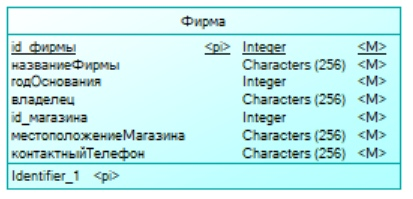 Фирма
id_фирмы <pi> Integer <M>
названиеФирмы Characters (256) <M>
годОснования Integer <M>
владелец Characters (256) <M>
id_магазина Integer <M>
местоположениеМагазина Characters (256) <M>
контактныйТелефон Characters (256) <M>
Identifier_1 <pi>